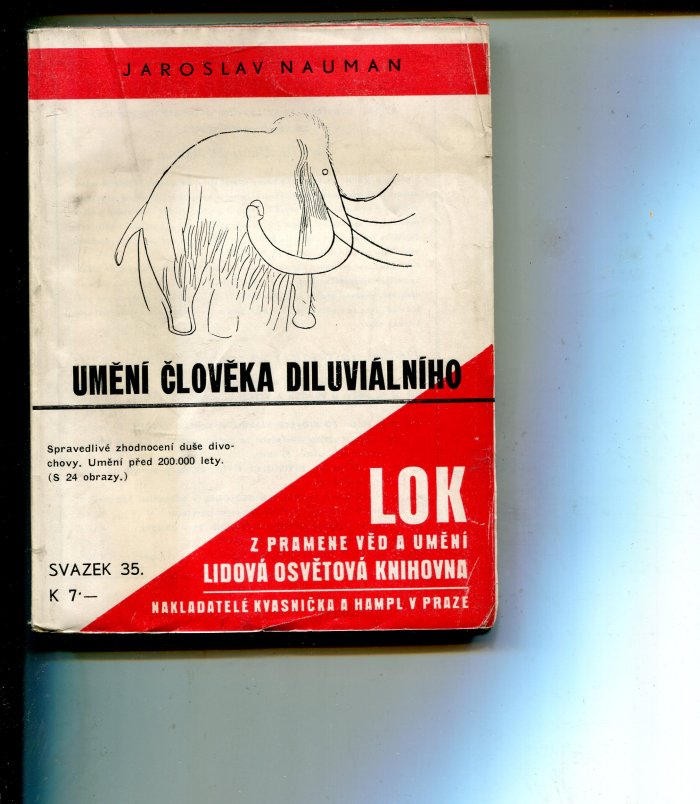 JAROSLAV NAUMAN
UMĚNÍ ČLOVĚKA DILUVIÁLNÍHO
Spravedlivé zhodnocení duše divo-
chovy. Umění před 200.000 lety.
(S 24 obrazy.)
SVAZEK 35.
K 7·—
LOK
Z PRAMENE VĚD A UMĚNÍ
LIDOVÁ OSVĚTOVÁ KNIHOVNA
NAKLADATELÉ KVASNIČKA A HAMPL V PRAZE